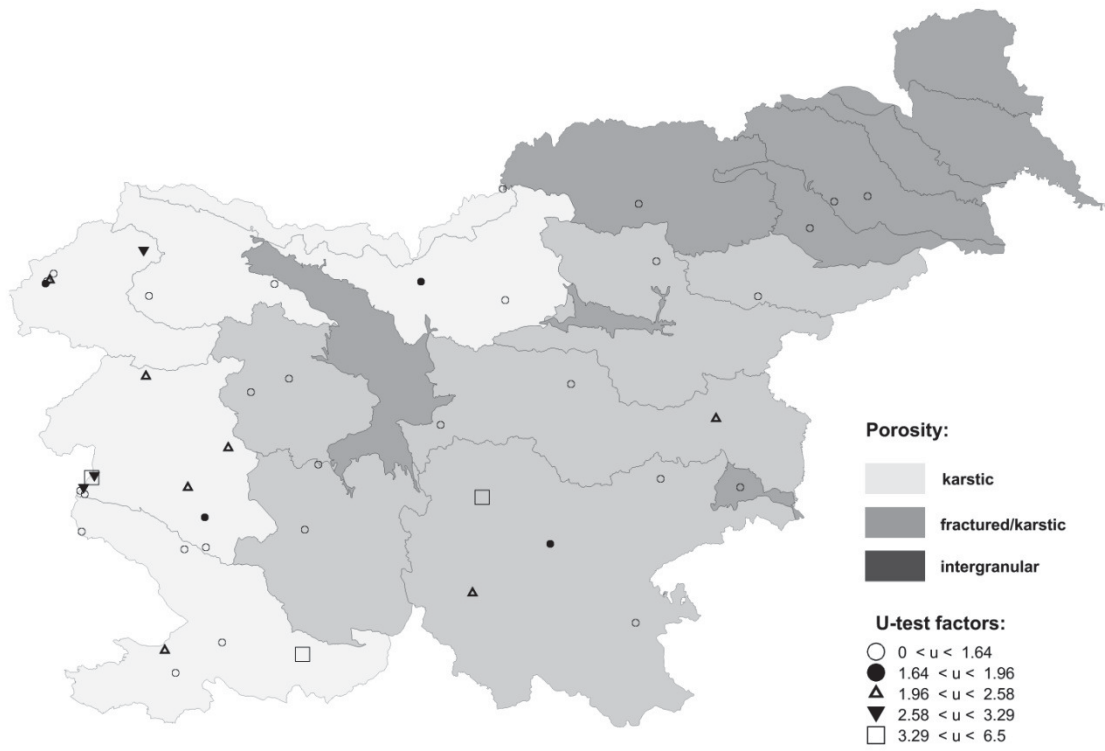 Porosity:
karstic
fractured/karstic
intergranular
U-test factors:
0 < u < 1.64
1.64 < u < 1.96
1.96 < u < 2.58
2.58 < u < 3.29
3.29 < u < 6.5